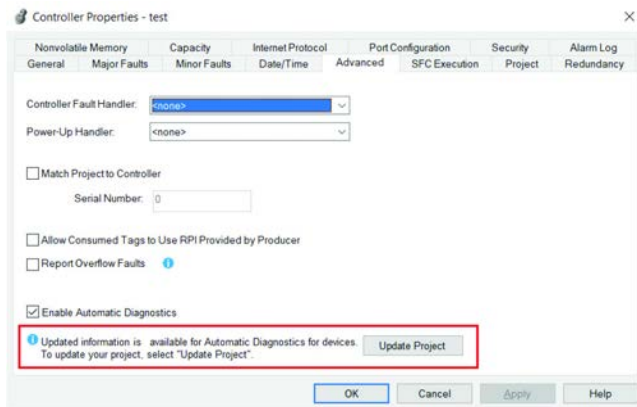 Controller Properties - test
Nonvolatile Memory Capacity Internet Protocol Port Configuration Security Alarm Log
General Major Faults Minor Faults Date/Time Advanced SFC Execution Project Redundancy
Controller Fault Handler: <none>
Power-Up Handler: <none>
Match Project to Controller
Serial Number: 0
Allow Consumed Tags to Use RPI Provided by Producer
Report Overflow Faults
Enable Automatic Diagnostics
Updated information is available for Automatic Diagnostics for devices.
To update your project, select "Update Project".
Update Project
OK Cancel Apply Help